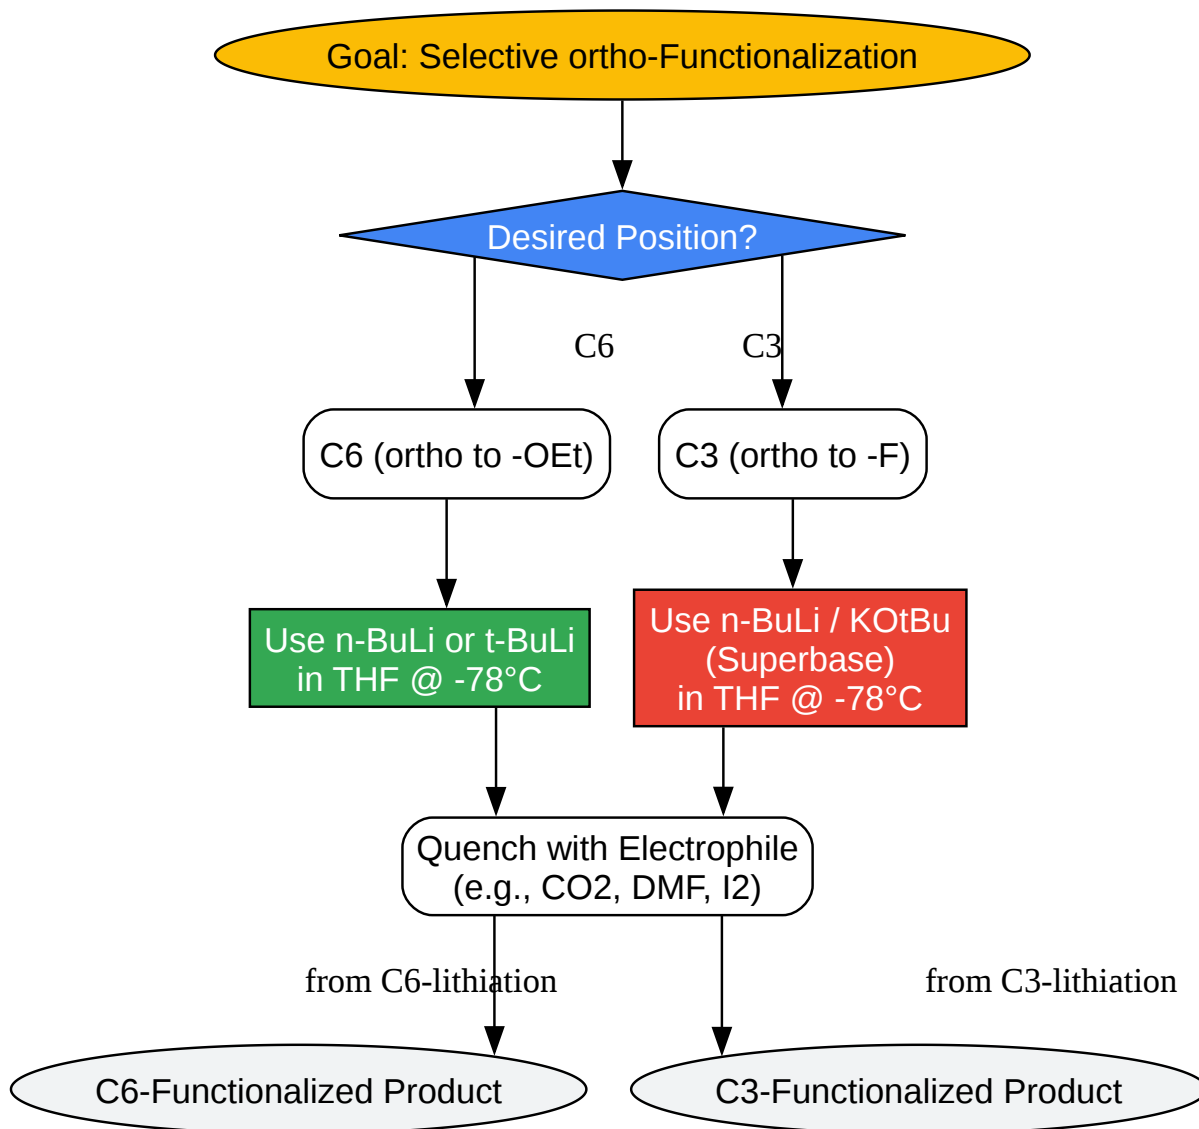 Goal: Selective ortho-Functionalization
Desired Position?
C6
C3
C6 (ortho to -OEt)
C3 (ortho to -F)
Use n-BuLi or t-BuLi
in THF @ -78°C
Use n-BuLi / KOtBu
(Superbase)
in THF @ -78°C
Quench with Electrophile
(e.g., CO2, DMF, I2)
from C6-lithiation
from C3-lithiation
C6-Functionalized Product
C3-Functionalized Product